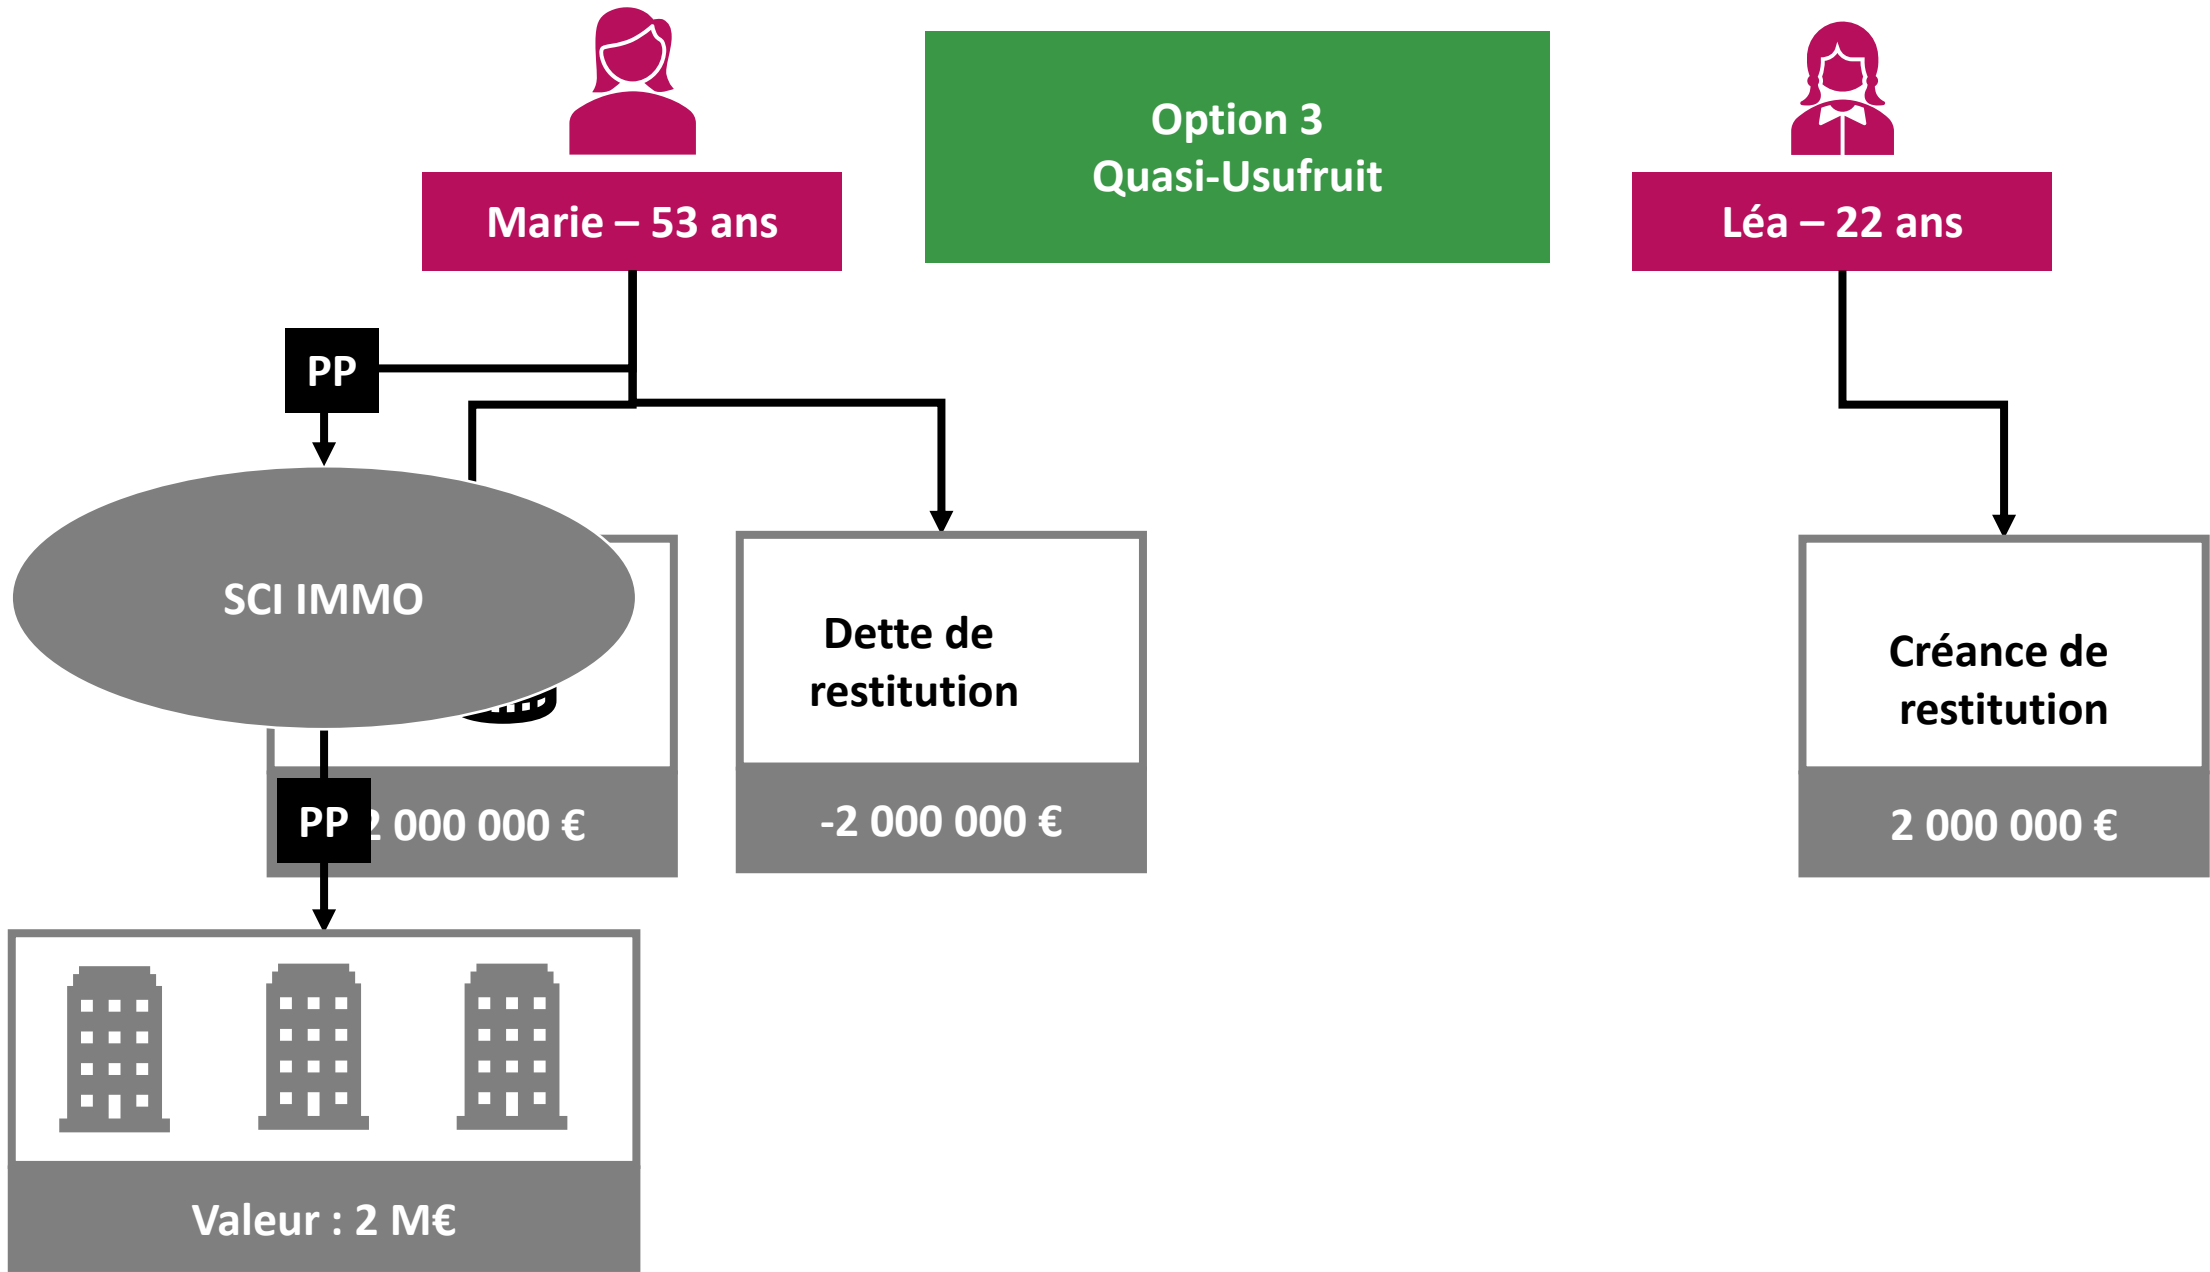 Option 3
Quasi-Usufruit
Marie – 53 ans
Léa – 22 ans
PP
SCI IMMO
Dette de
restitution
Créance de
restitution
PP
2 000 000 €
-2 000 000 €
2 000 000 €
Valeur : 2 M€